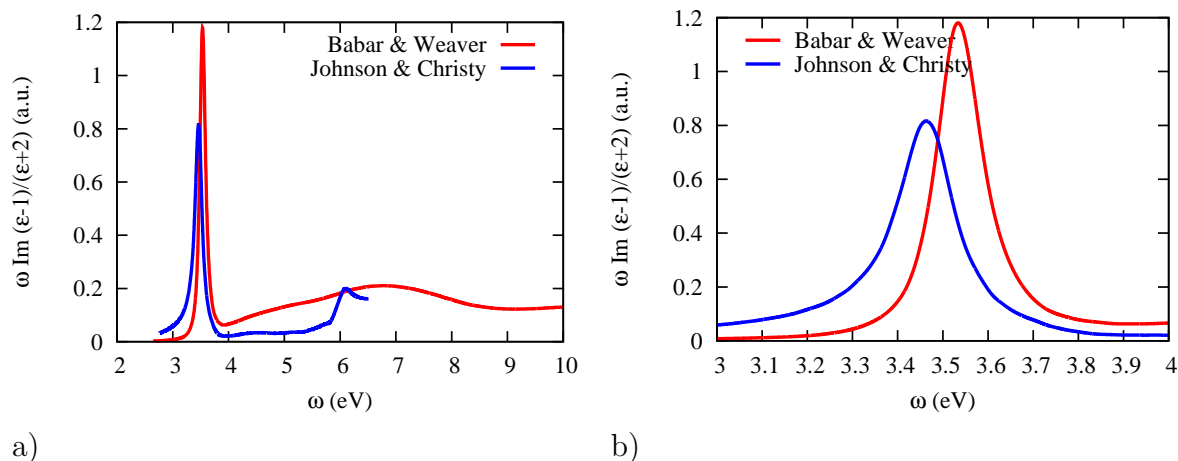 1.2
1
0.8
0.6
0.4
0.2
0
ω Im (ε-1)/(ε+2) (a.u.)
Babar & Weaver
Johnson & Christy
2 3 4 5 6 7 8 9 10
ω (eV)
a)
1.2
1
0.8
0.6
0.4
0.2
0
ω Im (ε-1)/(ε+2) (a.u.)
Babar & Weaver
Johnson & Christy
3 3.1 3.2 3.3 3.4 3.5 3.6 3.7 3.8 3.9 4
ω (eV)
b)